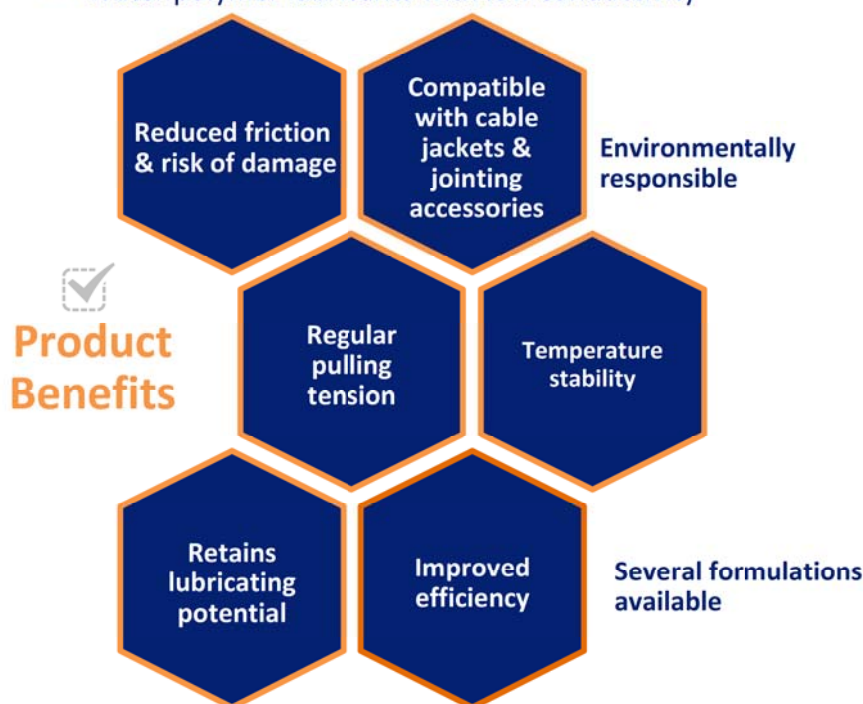 Reduced friction
& risk of damage
Compatible
with cable
jackets &
jointing
accessories
Environmentally
responsible
Product
Benefits
Regular
pulling
tension
Temperature
stability
Retains
lubricating
potential
Improved
efficiency
Several formulations
available